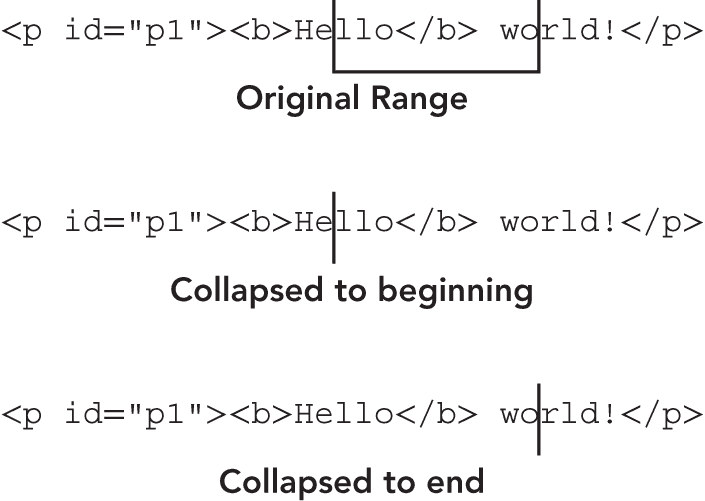 <p id="p1"><b>Hello</b> world!</p>
Original Range
<p id="p1"><b>Hello</b> world!</p>
Collapsed to beginning
<p id="p1"><b>Hello</b> world!</p>
Collapsed to end